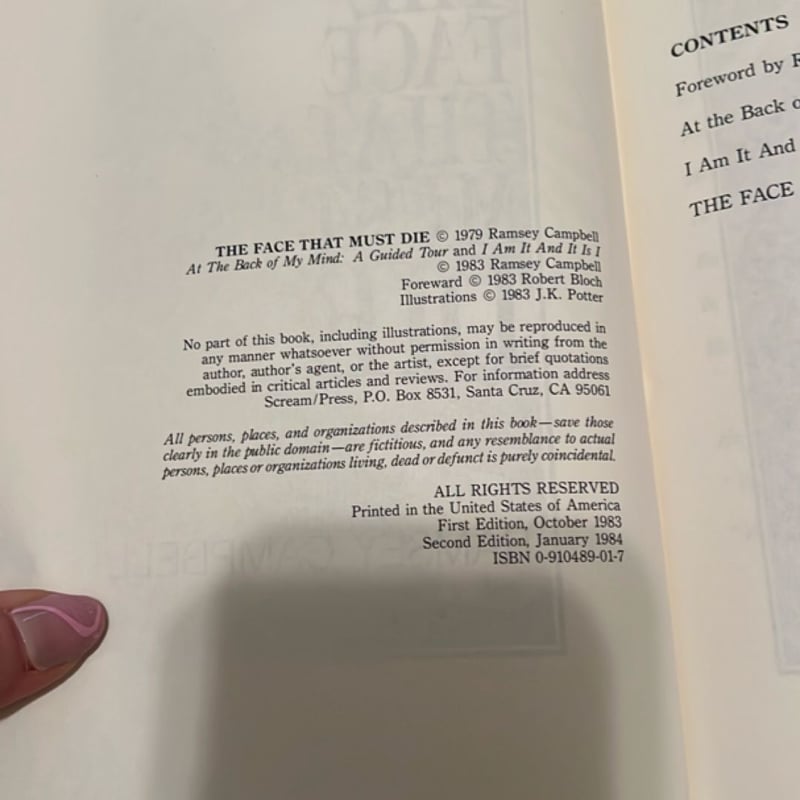 THE FACE THAT MUST DIE © 1979 Ramsey Campbell
At The Back of My Mind: A Guided Tour and I Am It And It Is I
© 1983 Ramsey Campbell
Foreward © 1983 Robert Bloch
Illustrations © 1983 J.K. Potter
No part of this book, including illustrations, may be reproduced in
any manner whatsoever without permission in writing from the
author, author's agent, or the artist, except for brief quotations
embodied in critical articles and reviews. For information address
Scream/Press, P.O. Box 8531, Santa Cruz, CA 95061
All persons, places, and organizations described in this book—save those
clearly in the public domain—are fictitious, and any resemblance to actual
persons, places or organizations living, dead or defunct is purely coincidental.
ALL RIGHTS RESERVED
Printed in the United States of America
First Edition, October 1983
Second Edition, January 1984
ISBN 0-910489-01-7
CONTENTS
Foreword by
At the Back
I Am It And
THE FACE